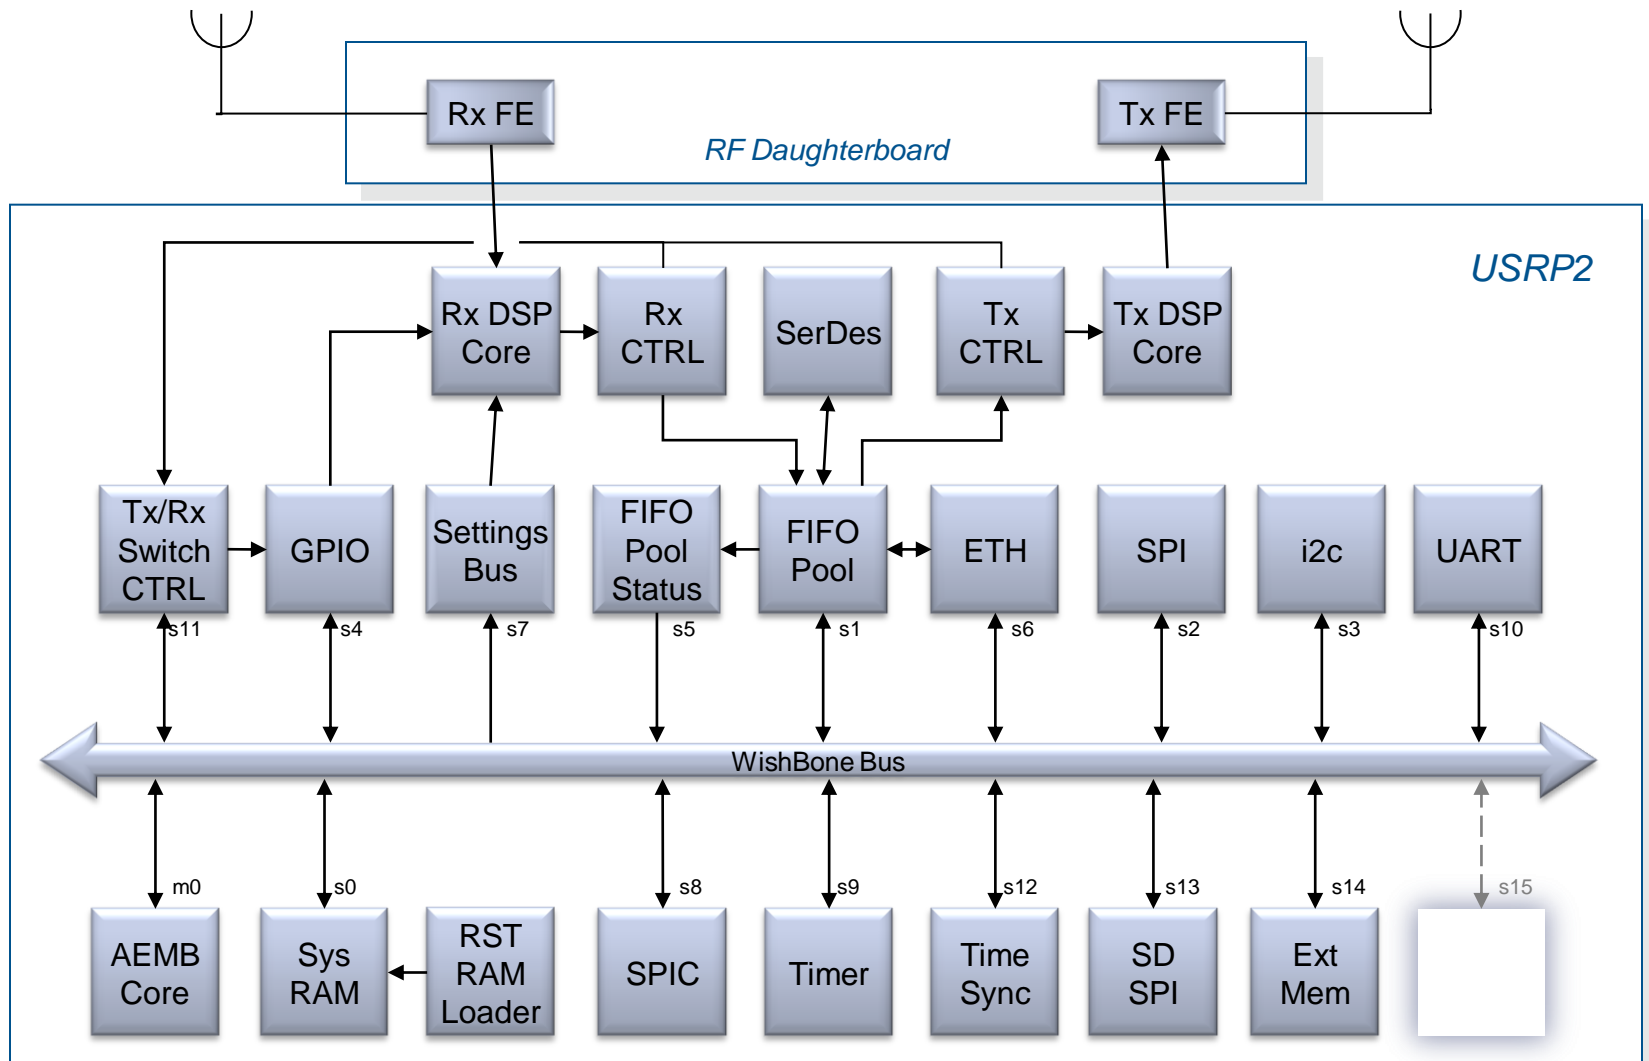 Rx FE
Tx FE
RF Daughterboard
USRP2
Rx DSP
Core
Rx
CTRL
SerDes
Tx
CTRL
Tx DSP
Core
Tx/Rx
Switch
CTRL
GPIO
Settings
Bus
FIFO
Pool
Status
FIFO
Pool
ETH
SPI
i2c
UART
s11
s4
s7
s5
s1
s6
s2
s3
s10
WishBone Bus
m0
s0
s8
s9
s12
s13
s14
s15
AEMB
Core
Sys
RAM
RST
RAM
Loader
SPIC
Timer
Time
Sync
SD
SPI
Ext
Mem